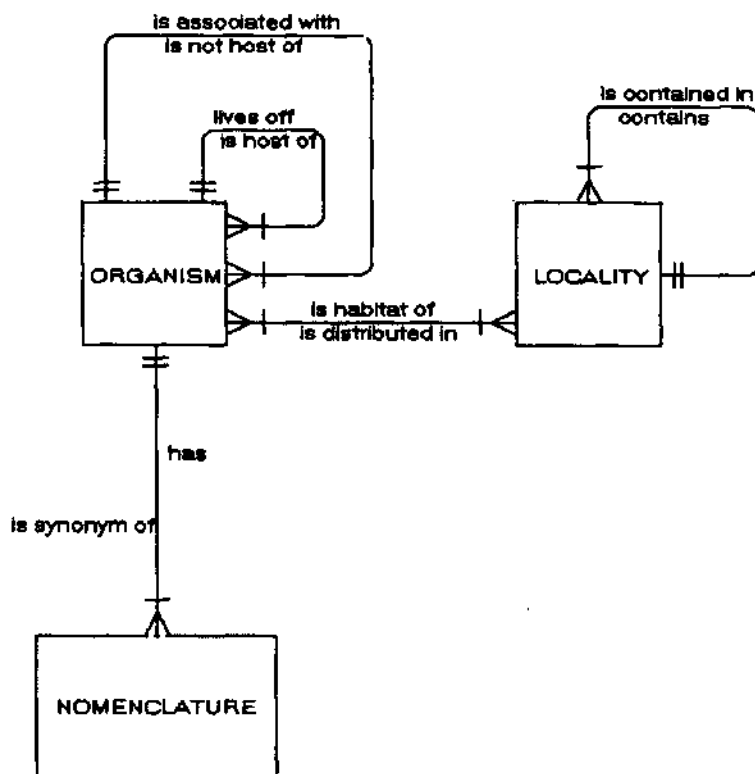 is associated with
is not host of
is contained in
contains
lives off
is host of
ORGANISM
LOCALITY
is habitat of
is distributed in
has
is synonym of
NOMENCLATURE